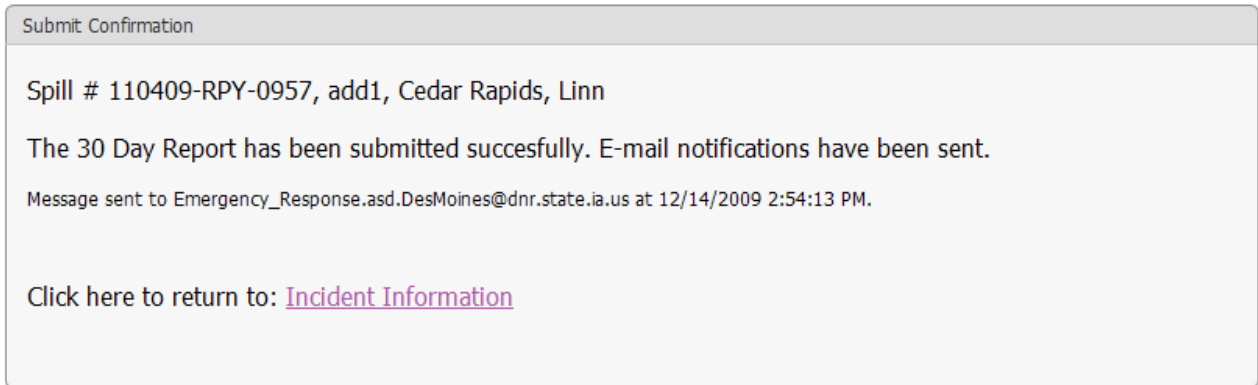 Submit Confirmation
Spill # 110409-RPY-0957, add1, Cedar Rapids, Linn
The 30 Day Report has been submitted succesfully. E-mail notifications have been sent.
Message sent to Emergency_Response.asd.DesMoines@dnr.state.ia.us at 12/14/2009 2:54:13 PM.
Click here to return to: Incident Information